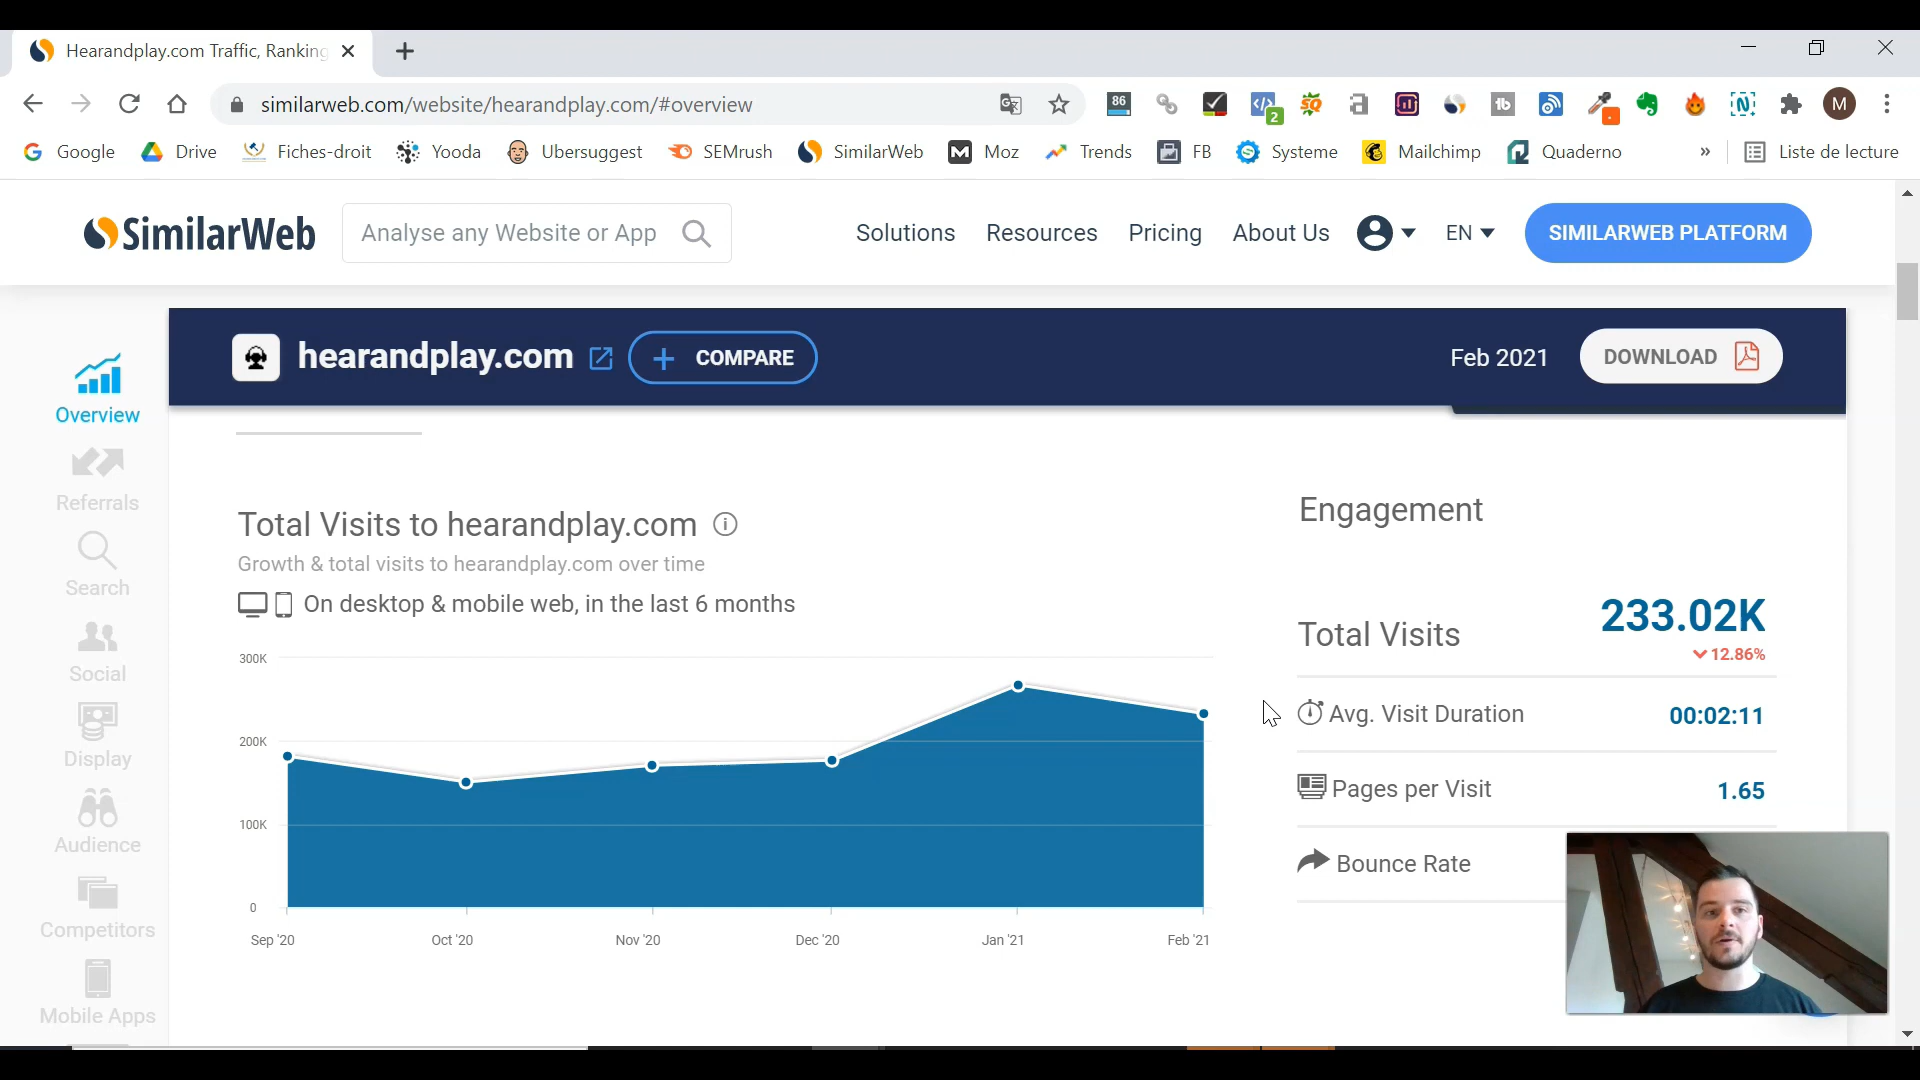 Hearandplay.com Traffic, Ranking
similarweb.com/website/hearandplay.com/#overview
86
2
Google
Drive
Fiches-droit
Yooda
Ubersuggest
SEMrush
SimilarWeb
Moz
Trends
FB
Systeme
Mailchimp
Quaderno
»
Liste de lecture
SimilarWeb
Analyse any Website or App
Solutions
Resources
Pricing
About Us
EN
SIMILARWEB PLATFORM
hearandplay.com
+ COMPARE
Feb 2021
DOWNLOAD
Overview
Referrals
Search
Social
Display
Audience
Competitors
Mobile Apps
Total Visits to hearandplay.com
Growth & total visits to hearandplay.com over time
On desktop & mobile web, in the last 6 months
300K
200K
100K
0
Sep '20
Oct '20
Nov '20
Dec '20
Jan '21
Feb '21
Engagement
Total Visits
233.02K
12.86%
Avg. Visit Duration
00:02:11
Pages per Visit
1.65
Bounce Rate
M